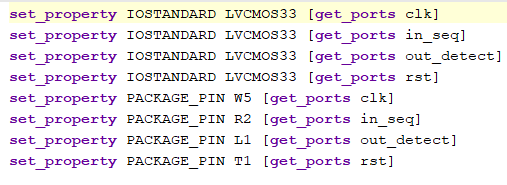 set_property IOSTANDARD LVCMOS33 [get_ports clk]
set_property IOSTANDARD LVCMOS33 [get_ports in_seq]
set_property IOSTANDARD LVCMOS33 [get_ports out_detect]
set_property IOSTANDARD LVCMOS33 [get_ports rst]
set_property PACKAGE_PIN W5 [get_ports clk]
set_property PACKAGE_PIN R2 [get_ports in_seq]
set_property PACKAGE_PIN L1 [get_ports out_detect]
set_property PACKAGE_PIN T1 [get_ports rst]